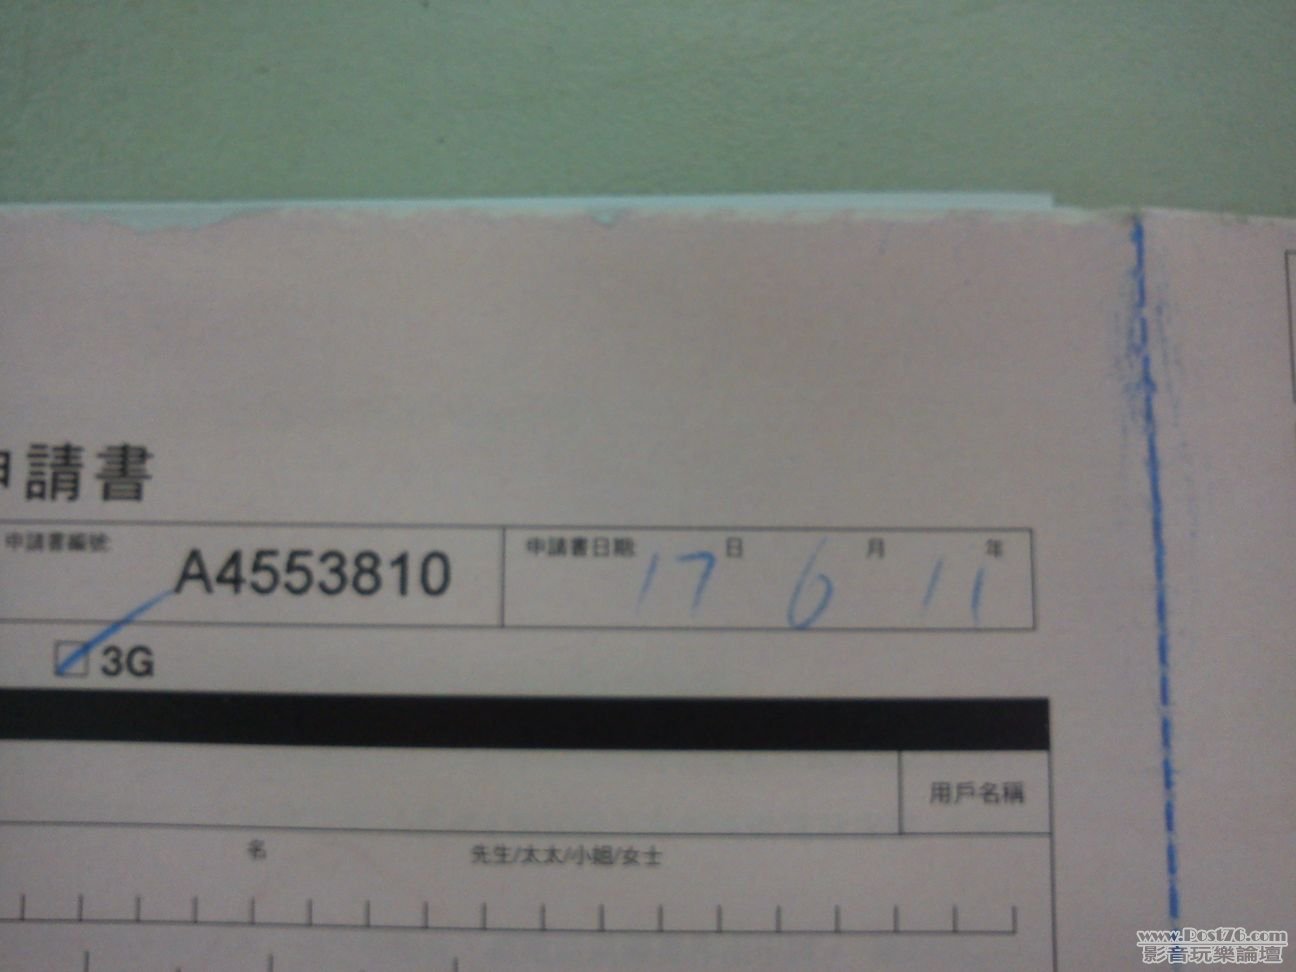 申請書
申請書編號: A4553810 申請書日期: 17 日 6 月 11 年
3G
用戶名稱
名 先生/太太/小姐/女士
www.Post76.com
影音玩樂論壇